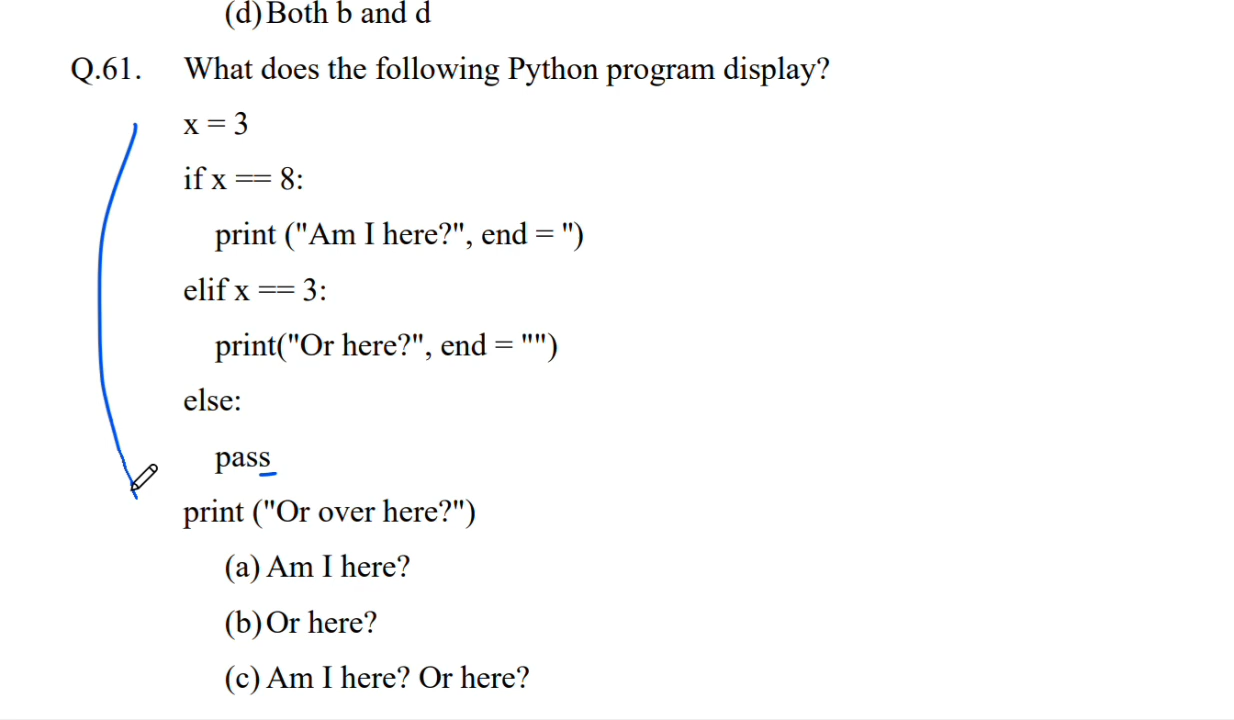 (d) Both b and d
Q.61. What does the following Python program display?
x = 3
if x == 8:
print ("Am I here?", end = ")
elif x == 3:
print("Or here?", end = "")
else:
pass
print ("Or over here?")
(a) Am I here?
(b) Or here?
(c) Am I here? Or here?